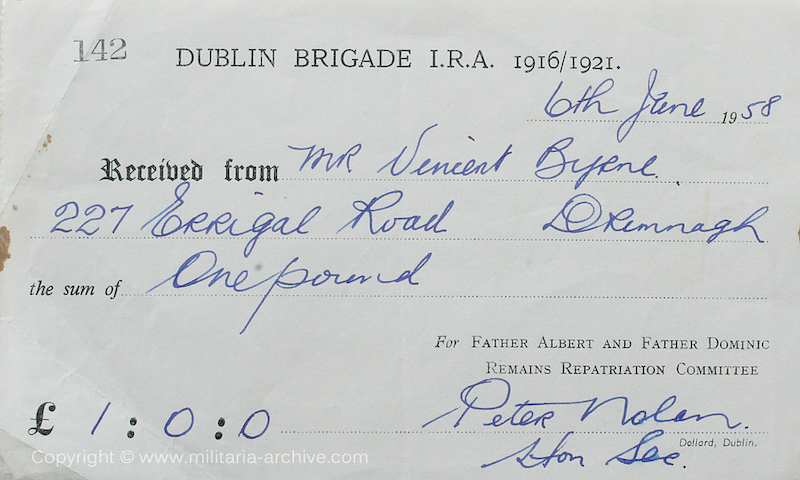 142
DUBLIN BRIGADE I.R.A. 1916/1921.
6th June 1958
Received from Mr Vincent Byrne.
227 Errigal Road Drimnagh
the sum of One pound
For Father Albert and Father Dominic
Remains Repatriation Committee
£ 1 : 0 : 0 Peter Nolan.
Dollard, Dublin.
Hon Sec.
Copyright © www.militaria-archive.com